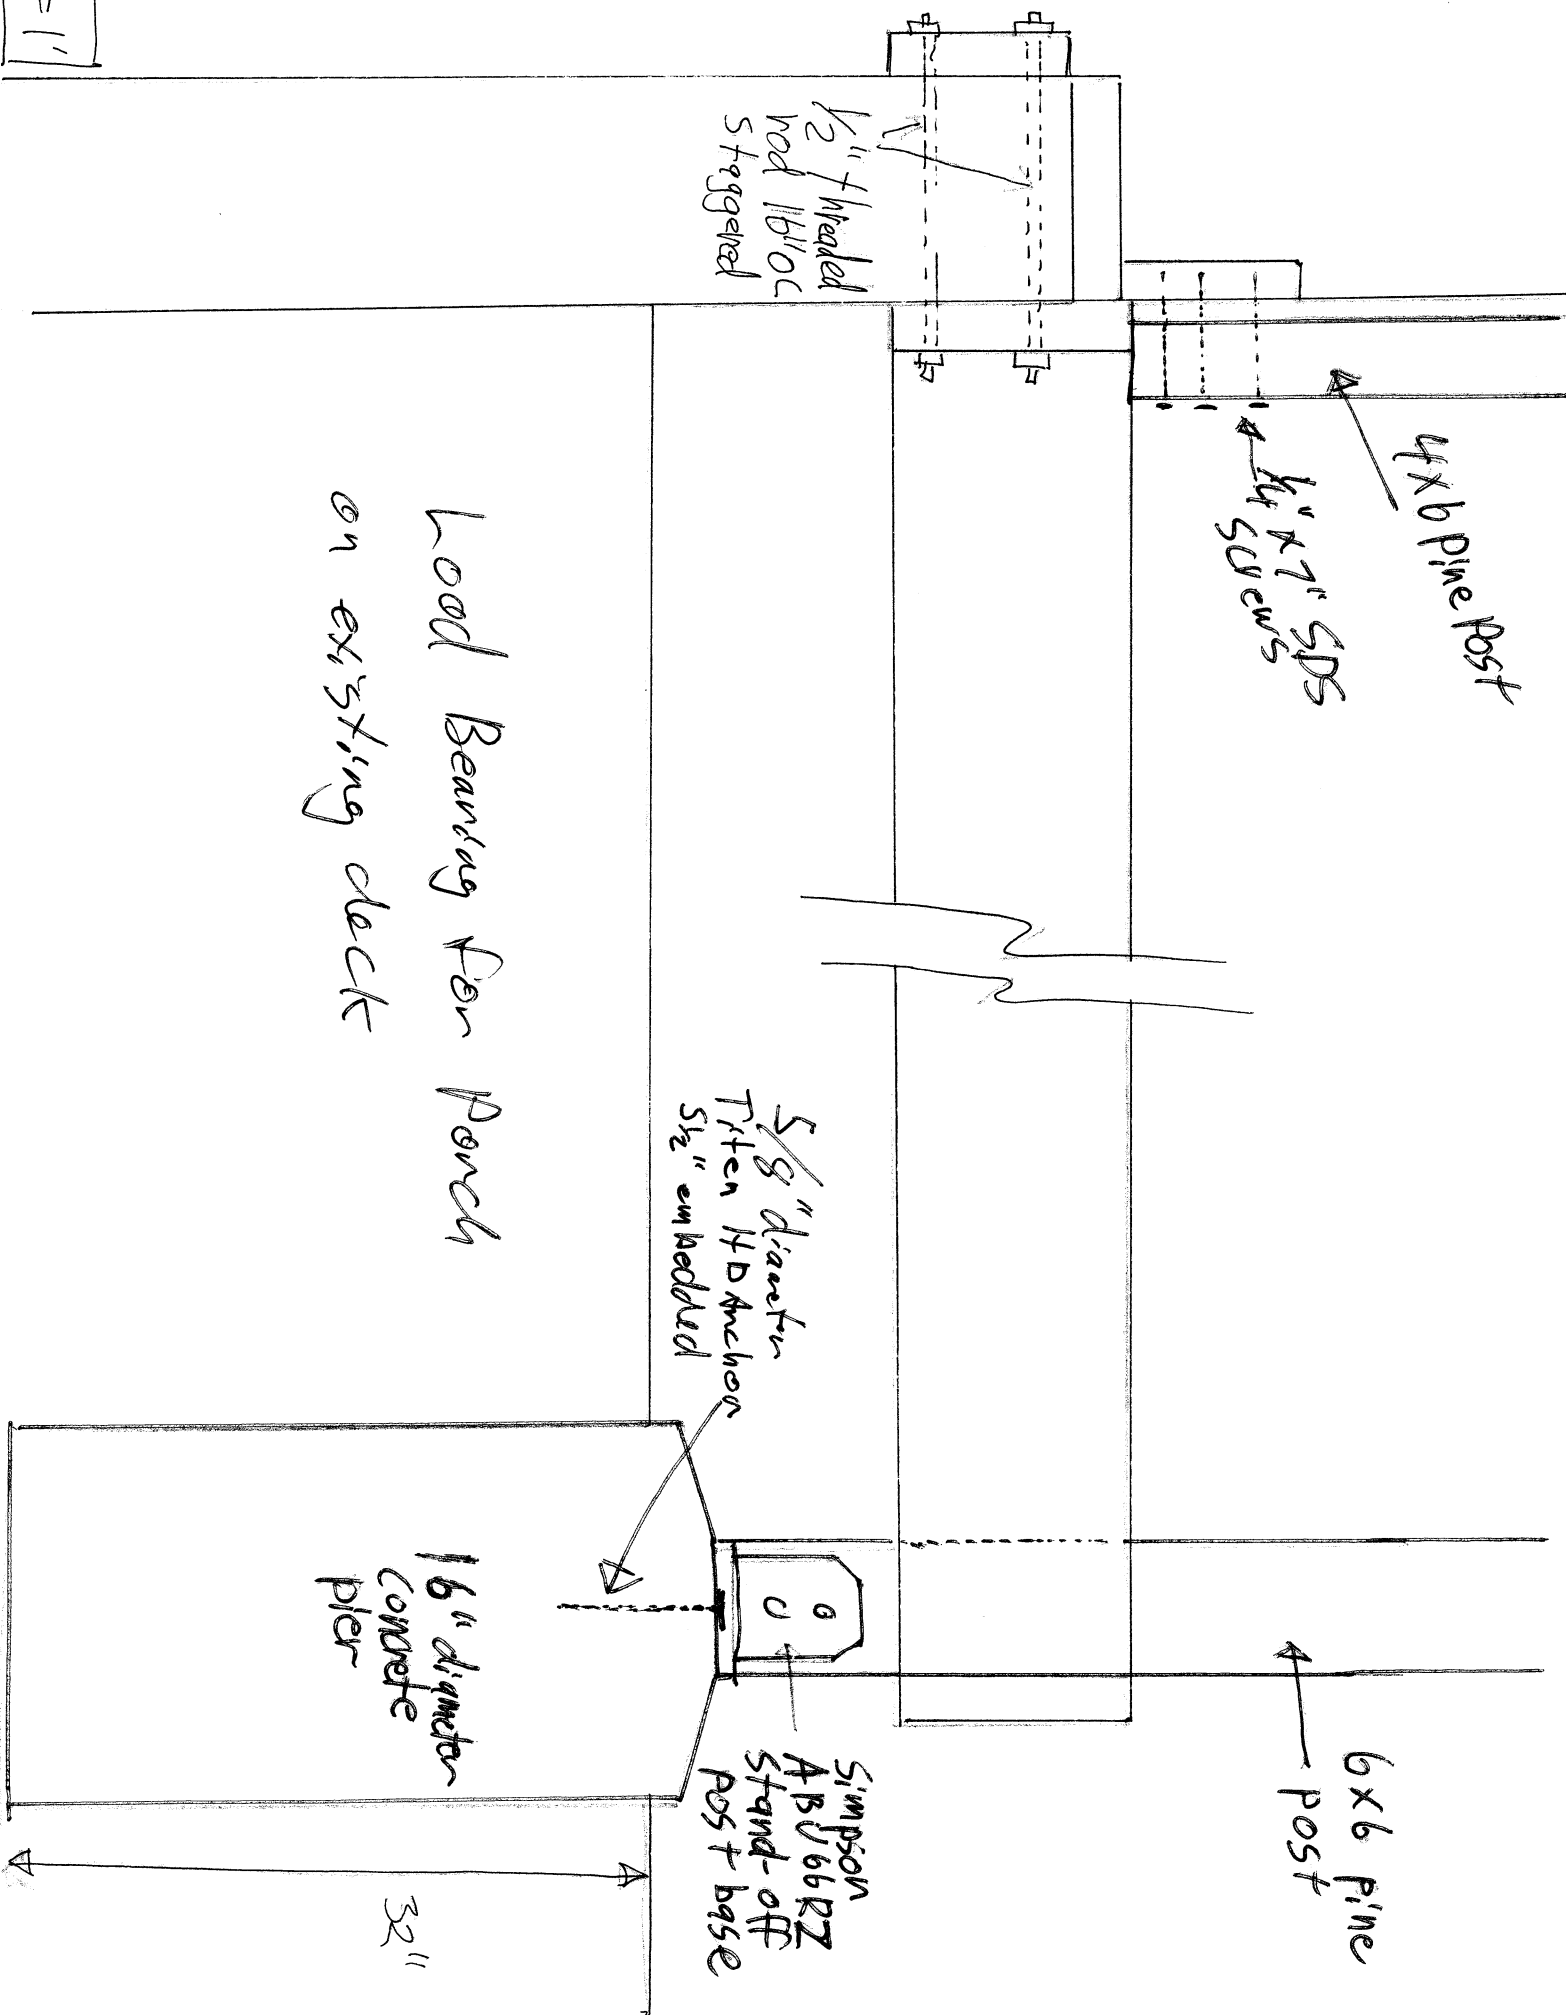 4x6 pine post
1/4" x 7" SDS
screws
6x6 pine
post
1/2" threaded
rod 16" OC
staggered
Simpson
ABU66RZ
stand-off
post base
5/8" diameter
Titen HD Anchor
5 1/2" embedded
Load Bearing for Porch
on existing deck
16" diameter
concrete
pier
32"
= 1'